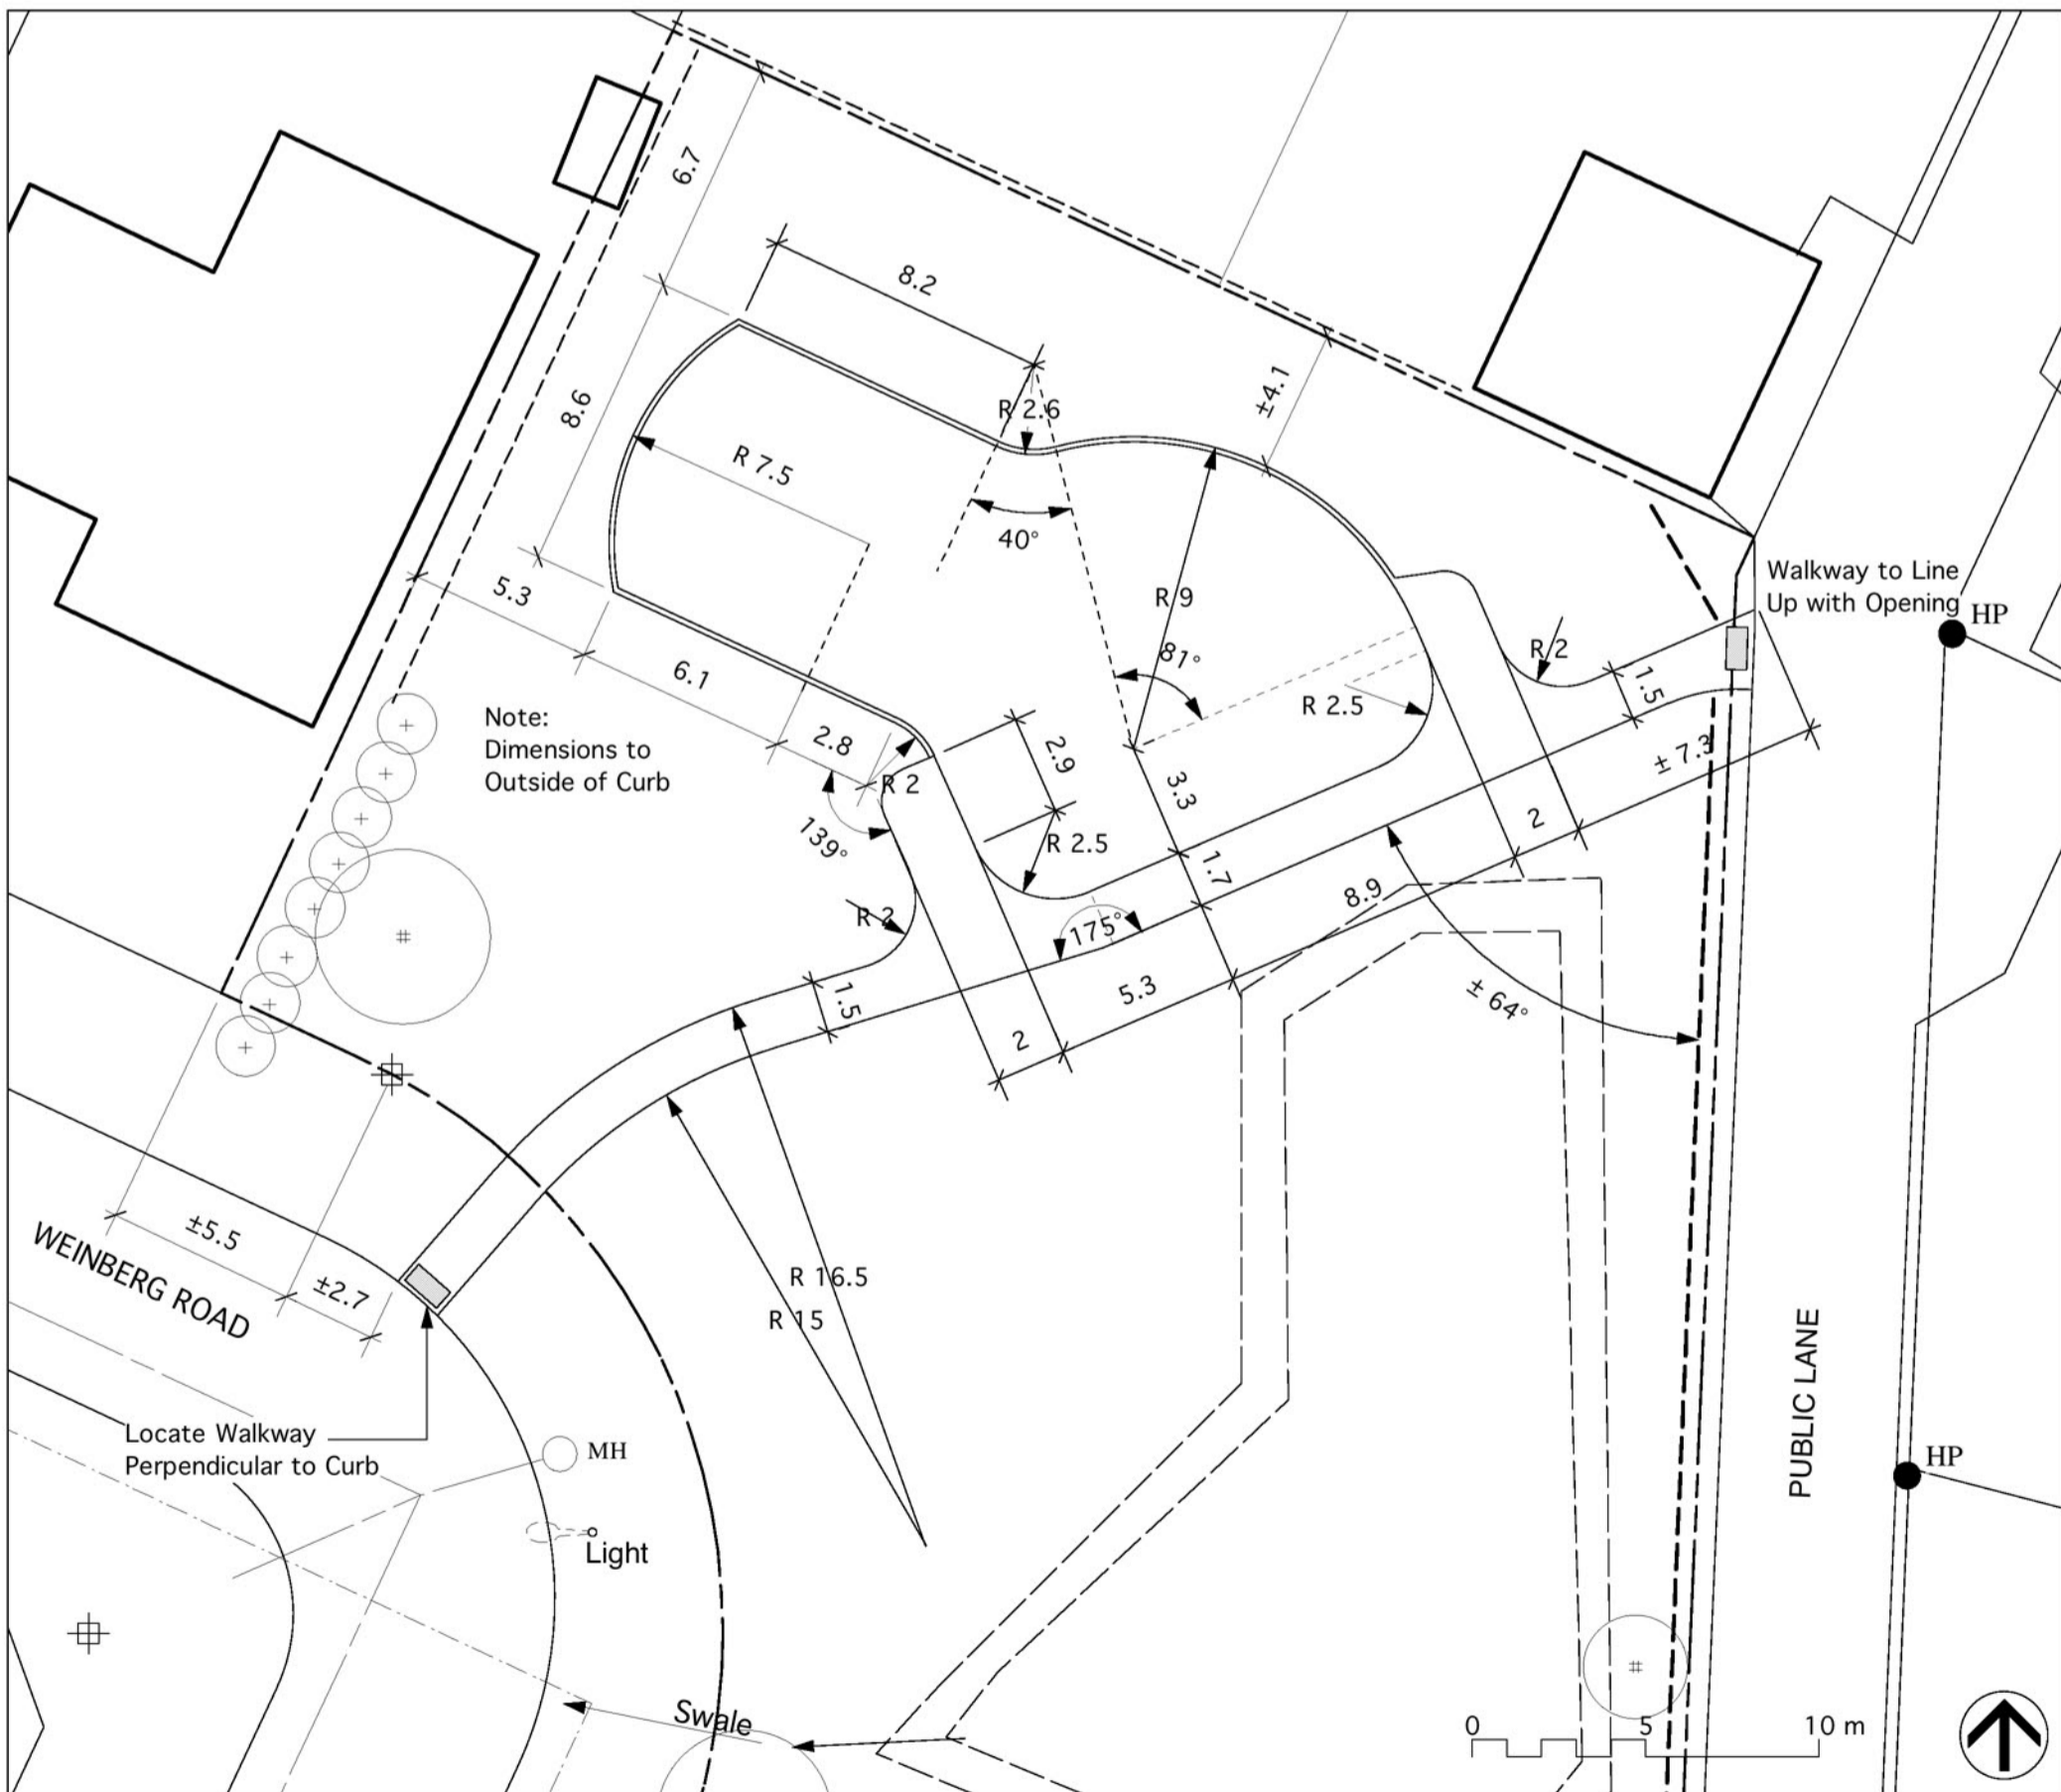 6.7
8.2
8.6
R 2.6
±4.1
R 7.5
40°
5.3
R 9
Walkway to Line
Up with Opening
HP
81°
R 2
6.1
1.5
R 2.5
Note:
Dimensions to
Outside of Curb
2.8
2.9
± 7.3
R 2
3.3
2
139°
R 2.5
1.7
8.9
R 2
175°
1.5
5.3
± 64°
2
±5.5
WEINBERG ROAD
±2.7
R 16.5
R 15
PUBLIC LANE
Locate Walkway
Perpendicular to Curb
MH
HP
Light
Swale
0 5 10 m